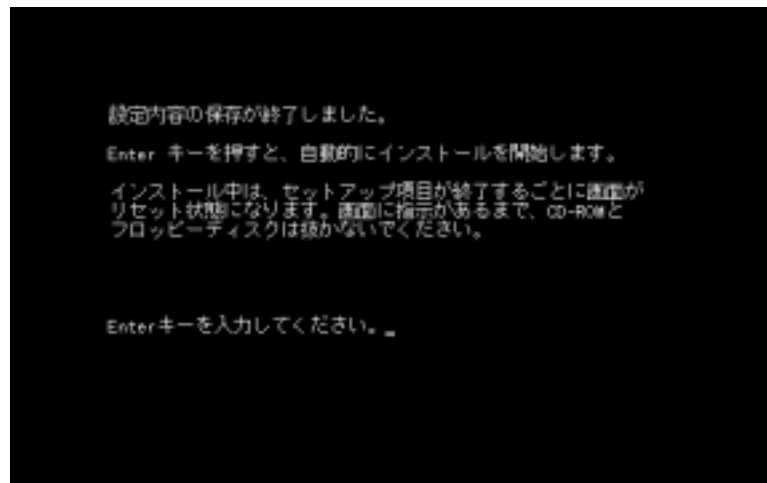 設定内容の保存が終了しました。
Enter キーを押すと、自動的にインストールを開始します。
インストール中は、セットアップ項目が終了するごとに画面が
リセット状態になります。画面に指示があるまで、CD-ROMと
フロッピーディスクは抜かないでください。
Enterキーを入力してください。_